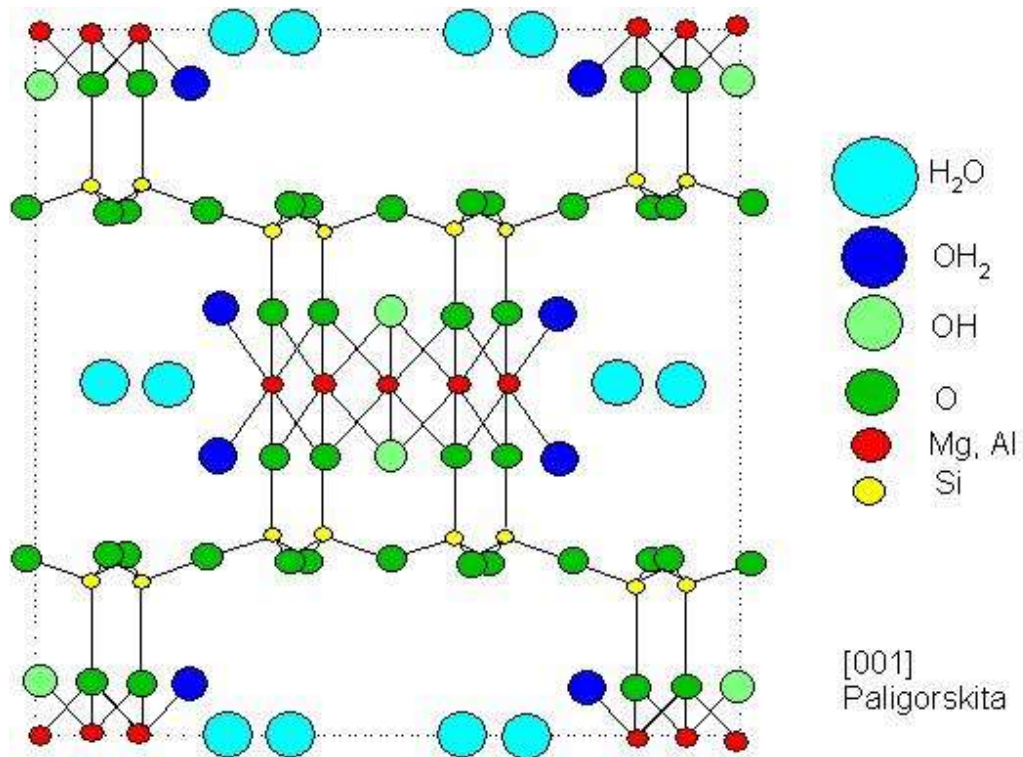 H₂O
OH₂
OH
O
Mg, Al
Si
[001]
Paligorskita